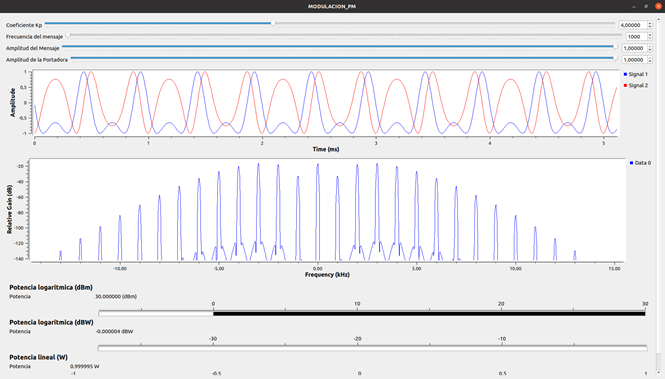 MODULACION_PM
Coeficiente Kp 4,00000
Frecuencia del mensaje 1000
Amplitud del Mensaje 1,00000
Amplitud de la Portadora 1,00000
Amplitude
1
0,5
0
-0,5
-1
0 1 2 3 4 5
Time (ms)
Signal 1
Signal 2
Relative Gain (dB)
-20
-40
-60
-80
-100
-120
-140
-10.00 -5.00 0.00 5.00 10.00 15.00
Frequency (kHz)
Data 0
Potencia logaritmica (dBm)
Potencia 30.000000 (dBm)
0 10 20 30
Potencia logaritmica (dBW)
Potencia -0.000004 dBW
-30 -20 -10
Potencia lineal (W)
Potencia 0.999995 W
-1 -0.5 0 0.5 1